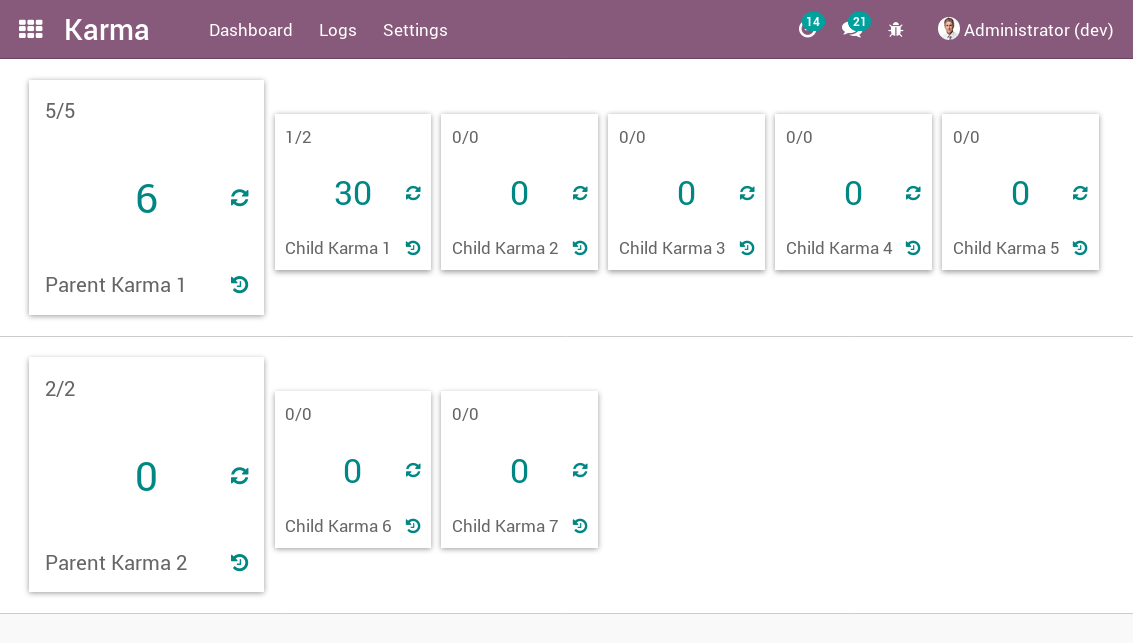 Karma Dashboard Logs Settings 14 21 Administrator (dev)
5/5
6
Parent Karma 1
1/2
30
Child Karma 1
0/0
0
Child Karma 2
0/0
0
Child Karma 3
0/0
0
Child Karma 4
0/0
0
Child Karma 5
2/2
0
Parent Karma 2
0/0
0
Child Karma 6
0/0
0
Child Karma 7